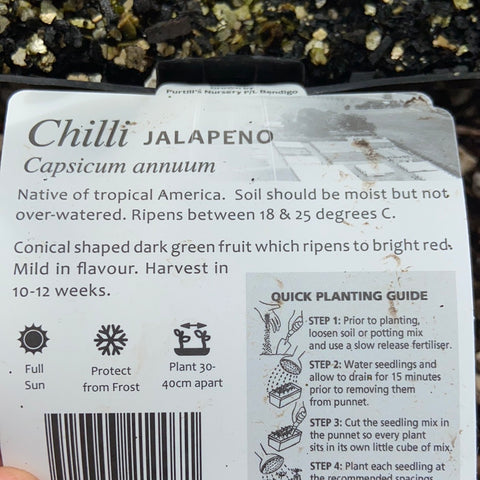 Purtill's Nursery P/L Bendigo
Chilli JALAPENO
Capsicum annuum
Native of tropical America. Soil should be moist but not
over-watered. Ripens between 18 & 25 degrees C.
Conical shaped dark green fruit which ripens to bright red.
Mild in flavour. Harvest in
10-12 weeks.
Full
Sun
Protect
from Frost
Plant 30-
40cm apart
QUICK PLANTING GUIDE
STEP 1: Prior to planting,
loosen soil or potting mix
and use a slow release fertiliser.
STEP 2: Water seedlings and
allow to drain for 15 minutes
prior to removing them
from punnet.
STEP 3: Cut the seedling mix in
the punnet so every plant
sits in its own little cube of mix.
STEP 4: Plant each seedling at
the recommended spacings